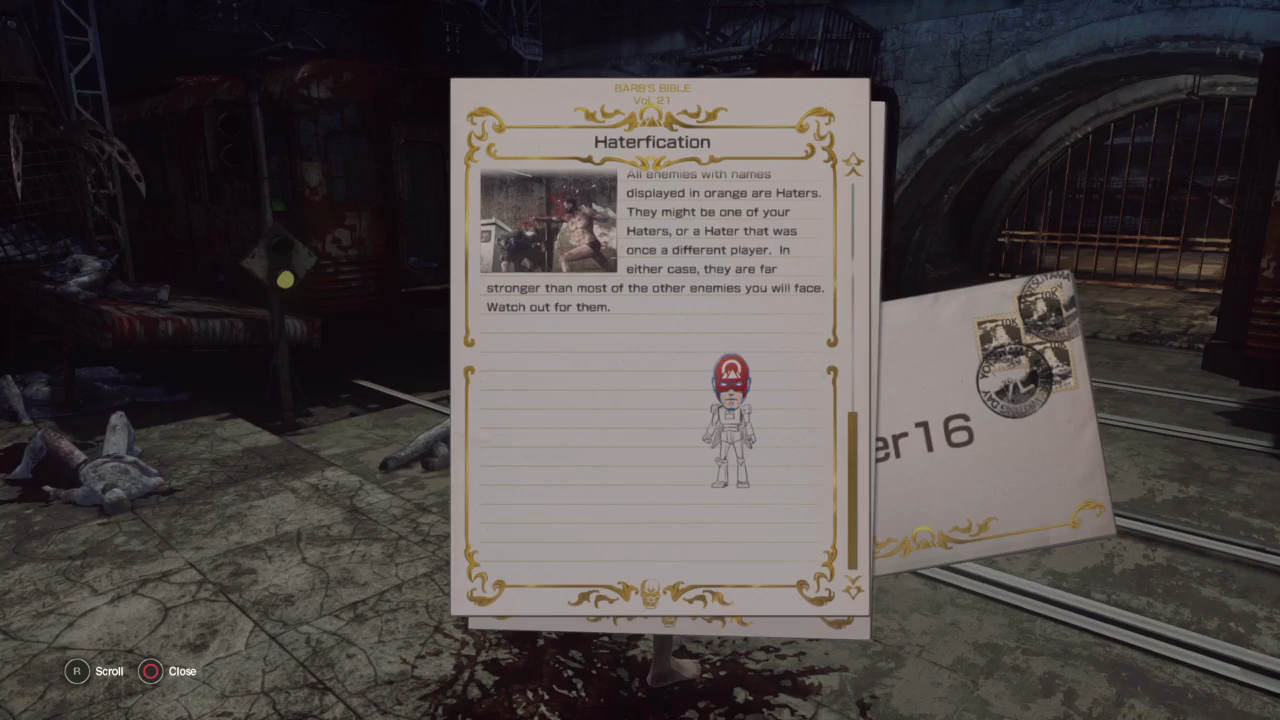 BARB'S BIBLE
Vol. 21
Haterfication
All enemies with names
displayed in orange are Haters.
They might be one of your
Haters, or a Hater that was
once a different player. In
either case, they are far
stronger than most of the other enemies you will face.
Watch out for them.
er16
R Scroll Close